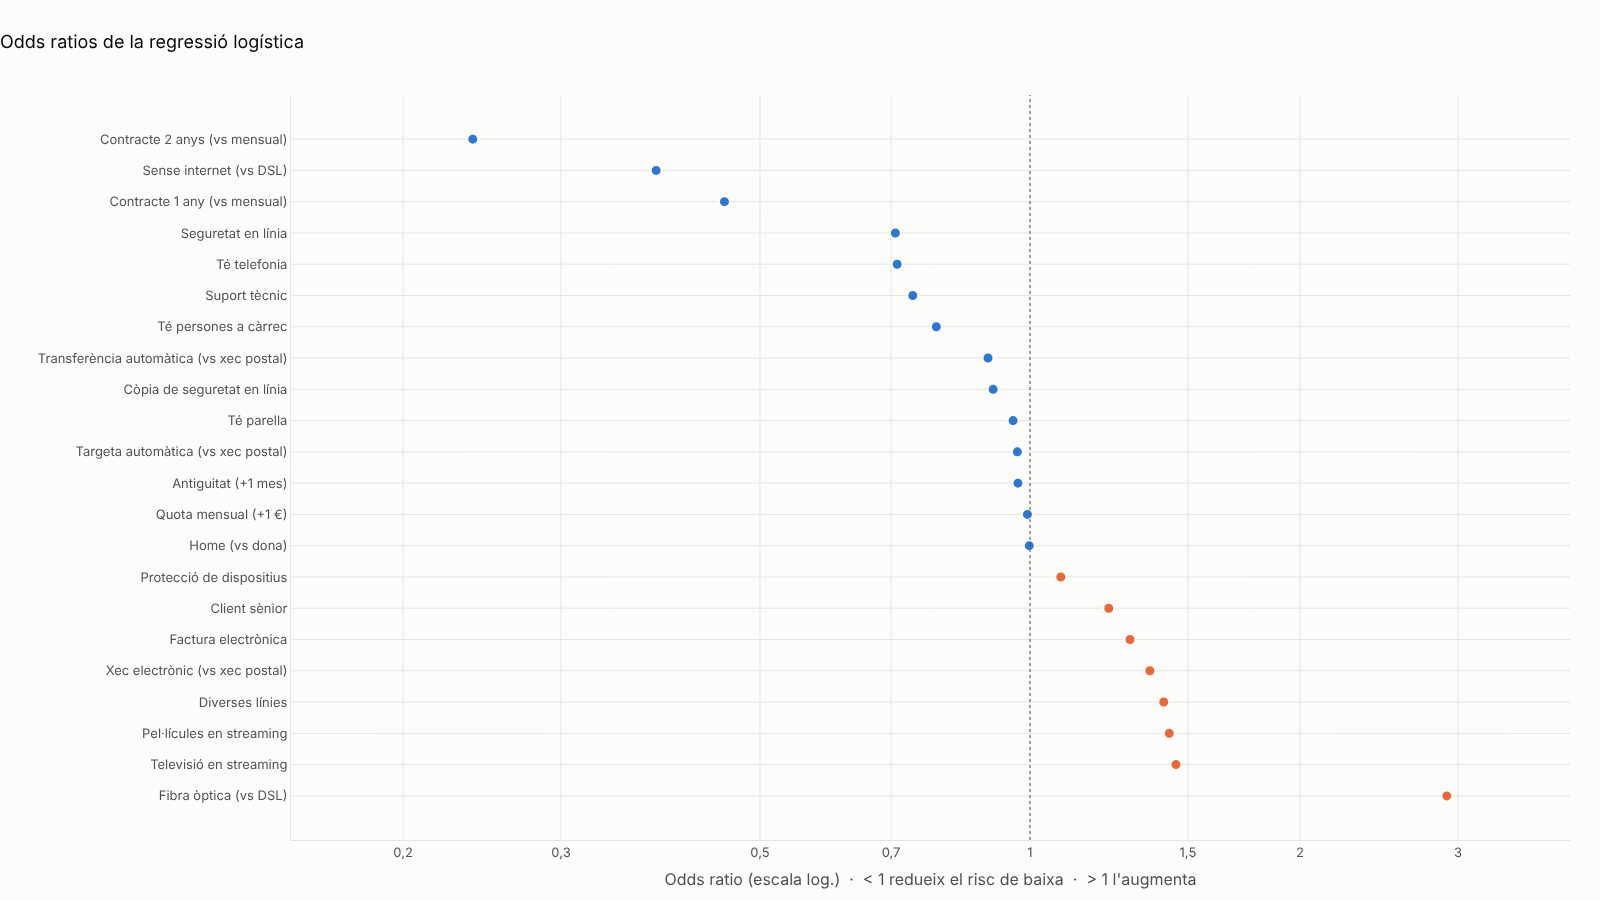 Odds ratios de la regressió logística
Contracte 2 anys (vs mensual)
Sense internet (vs DSL)
Contracte 1 any (vs mensual)
Seguretat en línia
Té telefonia
Suport tècnic
Té persones a càrrec
Transferència automàtica (vs xec postal)
Còpia de seguretat en línia
Té parella
Targeta automàtica (vs xec postal)
Antiguitat (+1 mes)
Quota mensual (+1 €)
Home (vs dona)
Protecció de dispositius
Client sènior
Factura electrònica
Xec electrònic (vs xec postal)
Diverses línies
Pel·lícules en streaming
Televisió en streaming
Fibra òptica (vs DSL)
0,2 0,3 0,5 0,7 1 1,5 2 3
Odds ratio (escala log.) · < 1 redueix el risc de baixa · > 1 l'augmenta